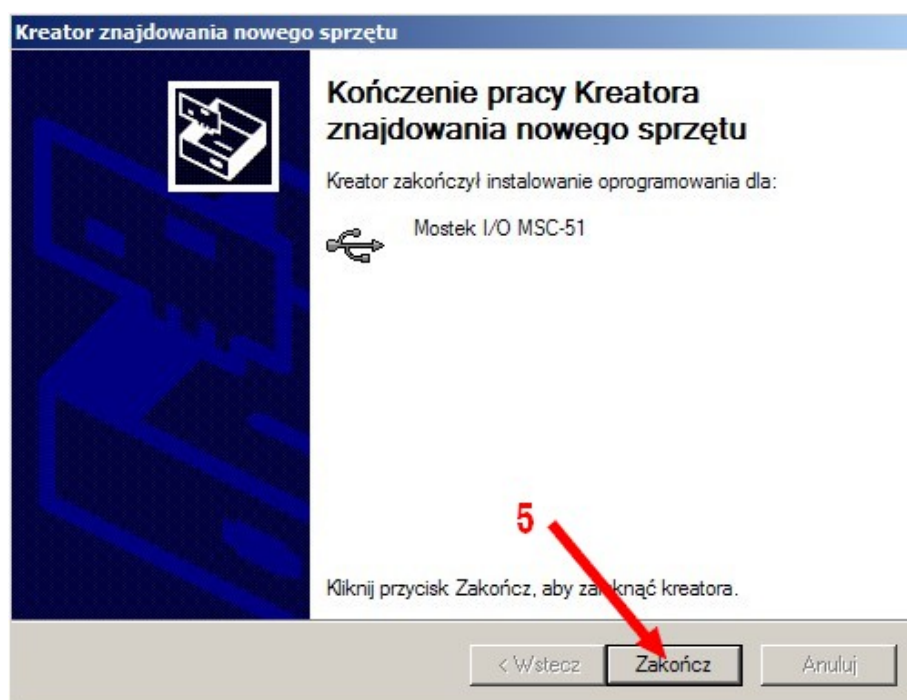 Kreator znajdowania nowego sprzętu
Kończenie pracy Kreatora
znajdowania nowego sprzętu
Kreator zakończył instalowanie oprogramowania dla:
Mostek I/O MSC-51
5
Kliknij przycisk Zakończ, aby zamknąć kreatora.
< Wstecz Zakończ Anuluj